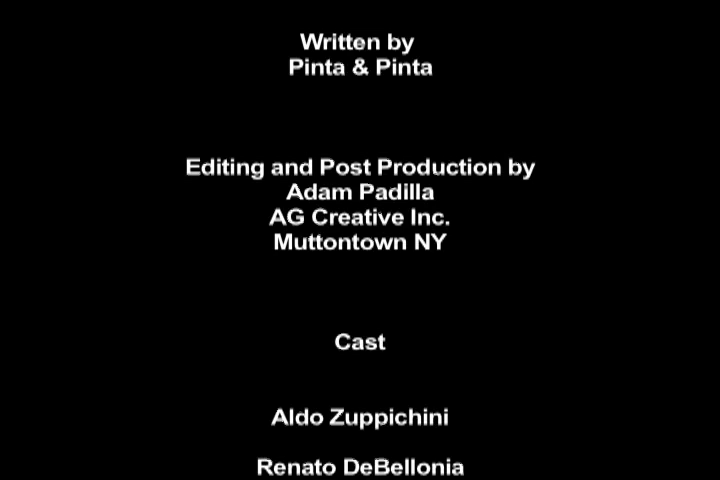 Written by
Pinta & Pinta
Editing and Post Production by
Adam Padilla
AG Creative Inc.
Muttontown NY
Cast
Aldo Zuppichini
Renato DeBellonia